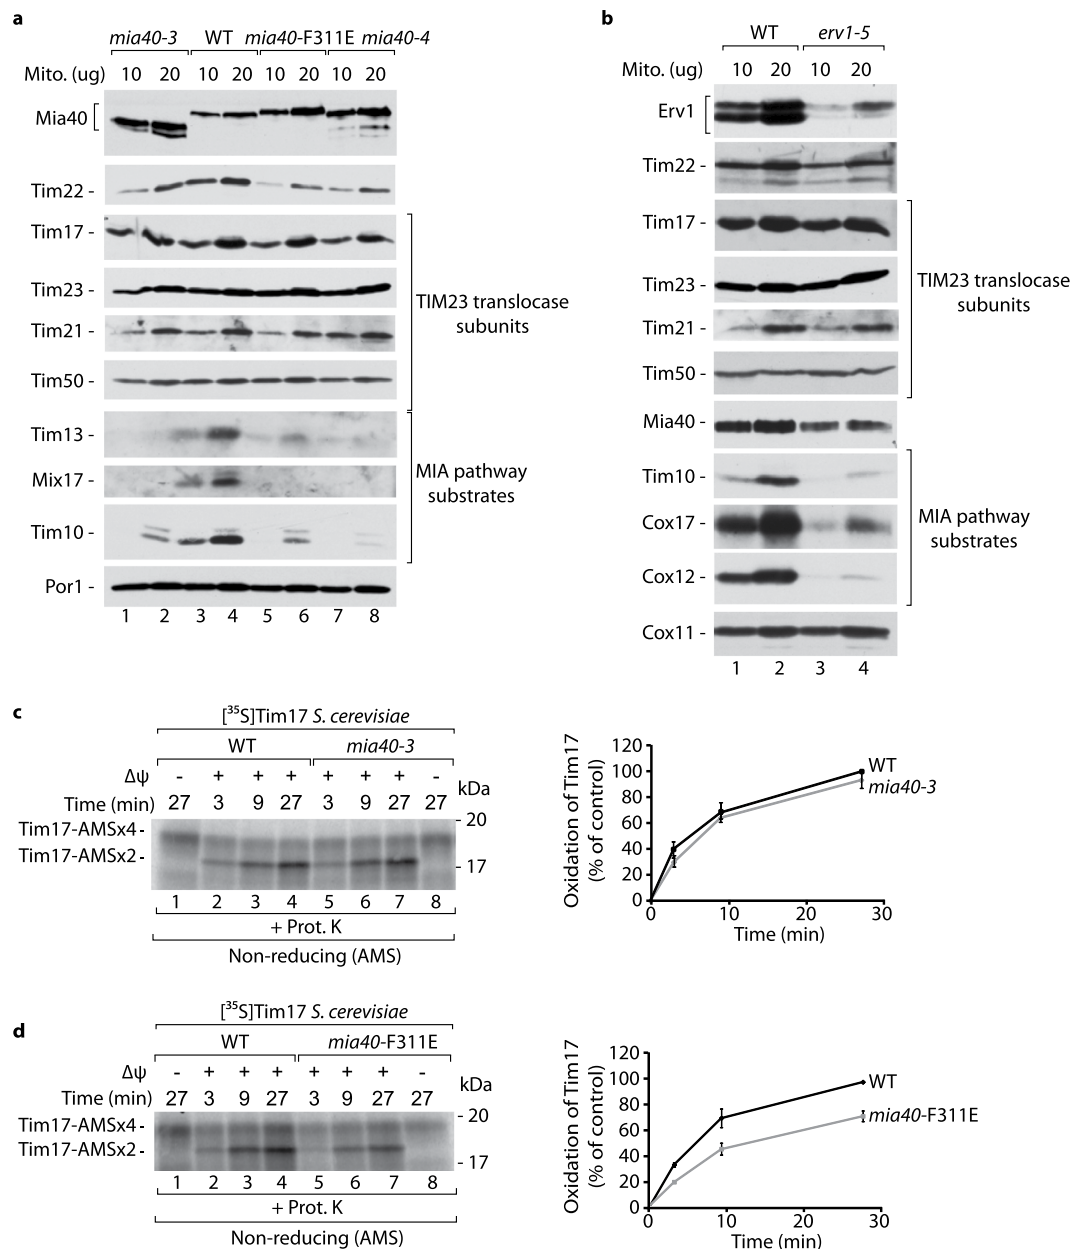 a
mia40-3 WT mia40-F311E mia40-4
Mito. (ug) 10 20 10 20 10 20 10 20
Mia40
Tim22 -
Tim17 -
Tim23 -
Tim21 -
Tim50 -
TIM23 translocase
subunits
Tim13 -
Mix17 -
Tim10 -
MIA pathway
substrates
Por1 -
1 2 3 4 5 6 7 8
b
WT erv1-5
Mito. (ug) 10 20 10 20
Erv1
Tim22 -
Tim17 -
Tim23 -
Tim21 -
Tim50 -
TIM23 translocase
subunits
Mia40 -
Tim10 -
Cox17 -
Cox12 -
MIA pathway
substrates
Cox11 -
1 2 3 4
c
[³⁵S]Tim17 S. cerevisiae
WT mia40-3
Δψ - + + + + + + -
kDa
Time (min) 27 3 9 27 3 9 27 27
Tim17-AMSx4 -
Tim17-AMSx2 -
- 20
- 17
1 2 3 4 5 6 7 8
+ Prot. K
Non-reducing (AMS)
Oxidation of Tim17
(% of control)
120
100
80
60
40
20
0
0 10 20 30
Time (min)
WT
mia40-3
d
[³⁵S]Tim17 S. cerevisiae
WT mia40-F311E
Δψ - + + + + + + -
kDa
Time (min) 27 3 9 27 3 9 27 27
Tim17-AMSx4 -
Tim17-AMSx2 -
- 20
- 17
1 2 3 4 5 6 7 8
+ Prot. K
Non-reducing (AMS)
Oxidation of Tim17
(% of control)
120
100
80
60
40
20
0
0 10 20 30
Time (min)
WT
mia40-F311E